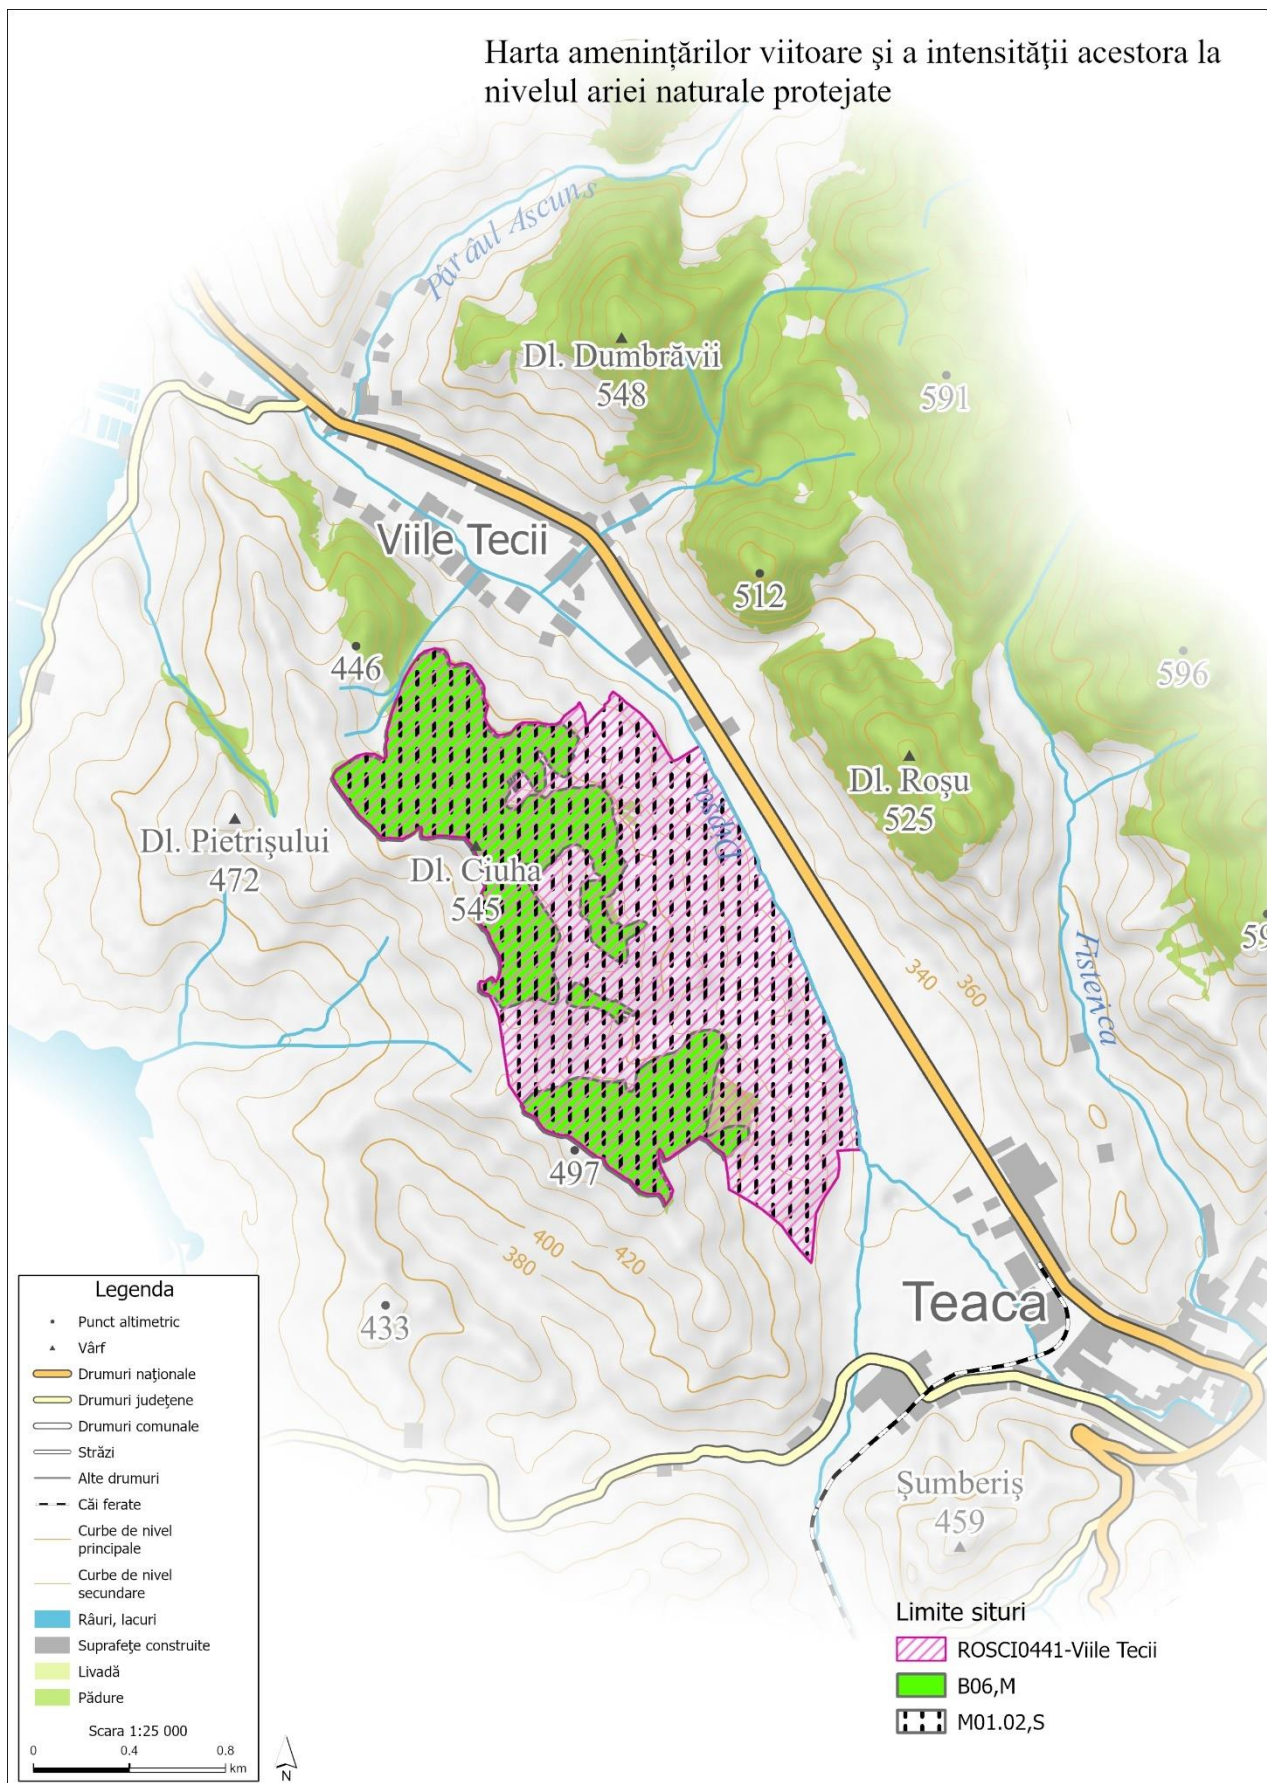 Harta amenințărilor viitoare şi a intensităţii acestora la
nivelul ariei naturale protejate
Pârâul Ascuns
Dl. Dumbrăvii
548
591
Viile Tecii
512
446
596
Dl. Roşu
525
Dipşa
Dl. Pietrişului
472
Dl. Ciuha
545
59
340
360
Fisterica
497
400
420
380
433
Teaca
Şumberiş
459
Legenda
Punct altimetric
Vârf
Drumuri naţionale
Drumuri judeţene
Drumuri comunale
Străzi
Alte drumuri
Căi ferate
Curbe de nivel
principale
Curbe de nivel
secundare
Râuri, lacuri
Suprafeţe construite
Livadă
Pădure
Scara 1:25 000
0
0.4
0.8
km
N
Limite situri
ROSCI0441-Viile Tecii
B06,M
M01.02,S